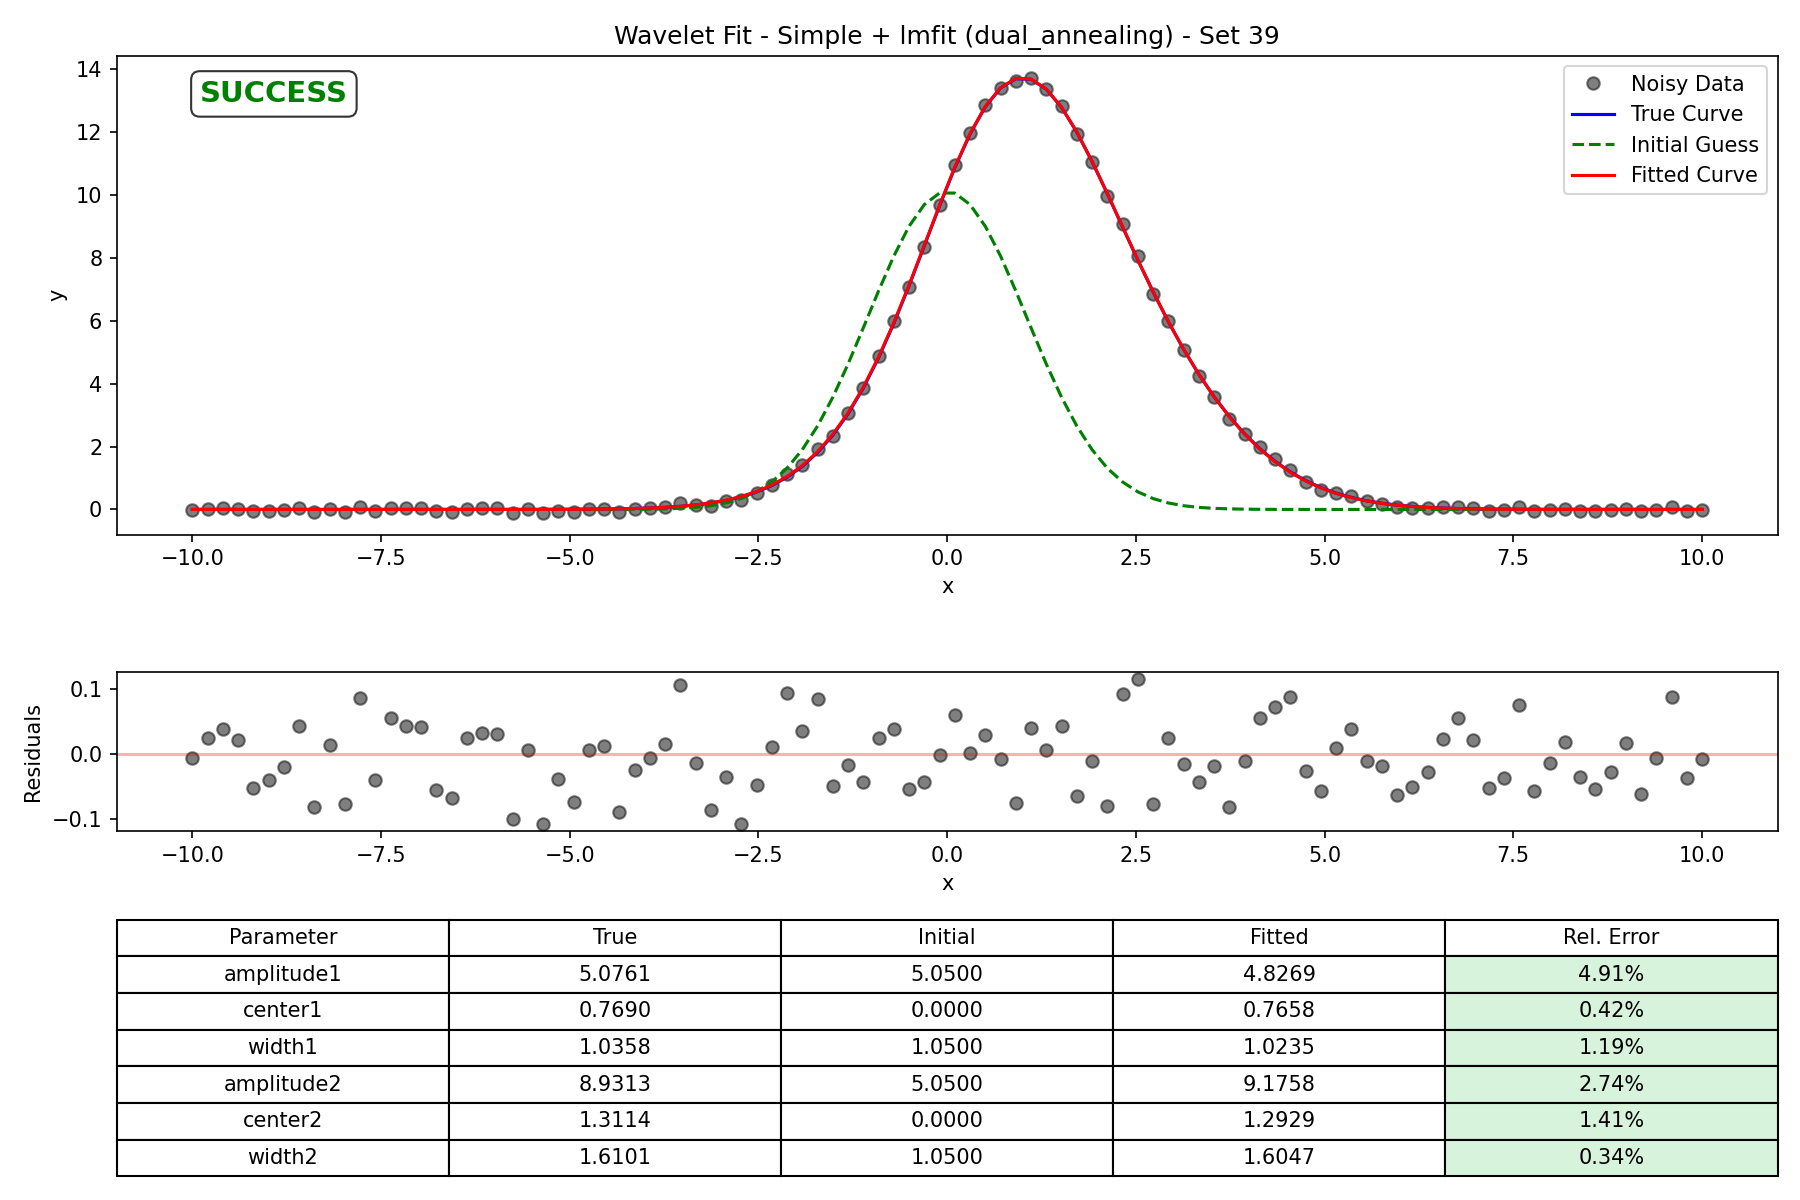 Wavelet Fit - Simple + lmfit (dual_annealing) - Set 39
SUCCESS
Noisy Data
True Curve
Initial Guess
Fitted Curve
14
12
10
8
6
4
2
0
y
−10.0 −7.5 −5.0 −2.5 0.0 2.5 5.0 7.5 10.0
x
0.1
0.0
−0.1
Residuals
−10.0 −7.5 −5.0 −2.5 0.0 2.5 5.0 7.5 10.0
x
Parameter True Initial Fitted Rel. Error
amplitude1 5.0761 5.0500 4.8269 4.91%
center1 0.7690 0.0000 0.7658 0.42%
width1 1.0358 1.0500 1.0235 1.19%
amplitude2 8.9313 5.0500 9.1758 2.74%
center2 1.3114 0.0000 1.2929 1.41%
width2 1.6101 1.0500 1.6047 0.34%